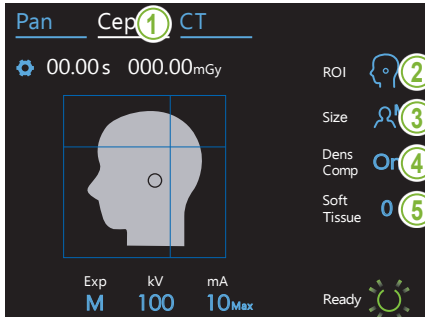 Pan Cep CT
1
00.00 s 000.00mGy
ROI 2
Size 3
Dens
Comp On 4
Soft
Tissue 0 5
Exp kV mA
M 100 10Max
Ready